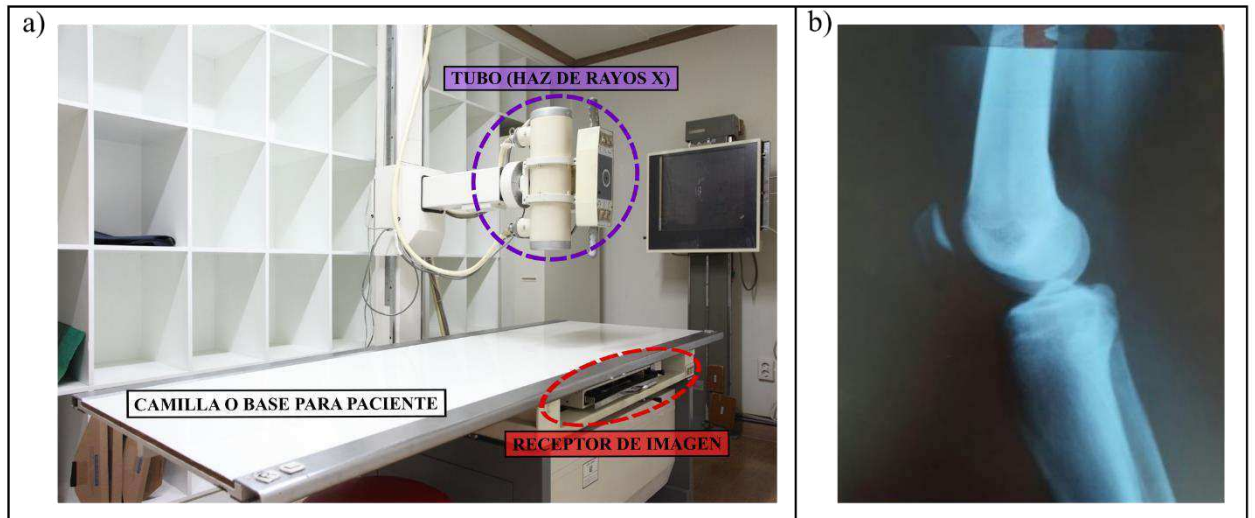 a)
TUBO (HAZ DE RAYOS X)
CAMILLA O BASE PARA PACIENTE
RECEPTOR DE IMAGEN
b)